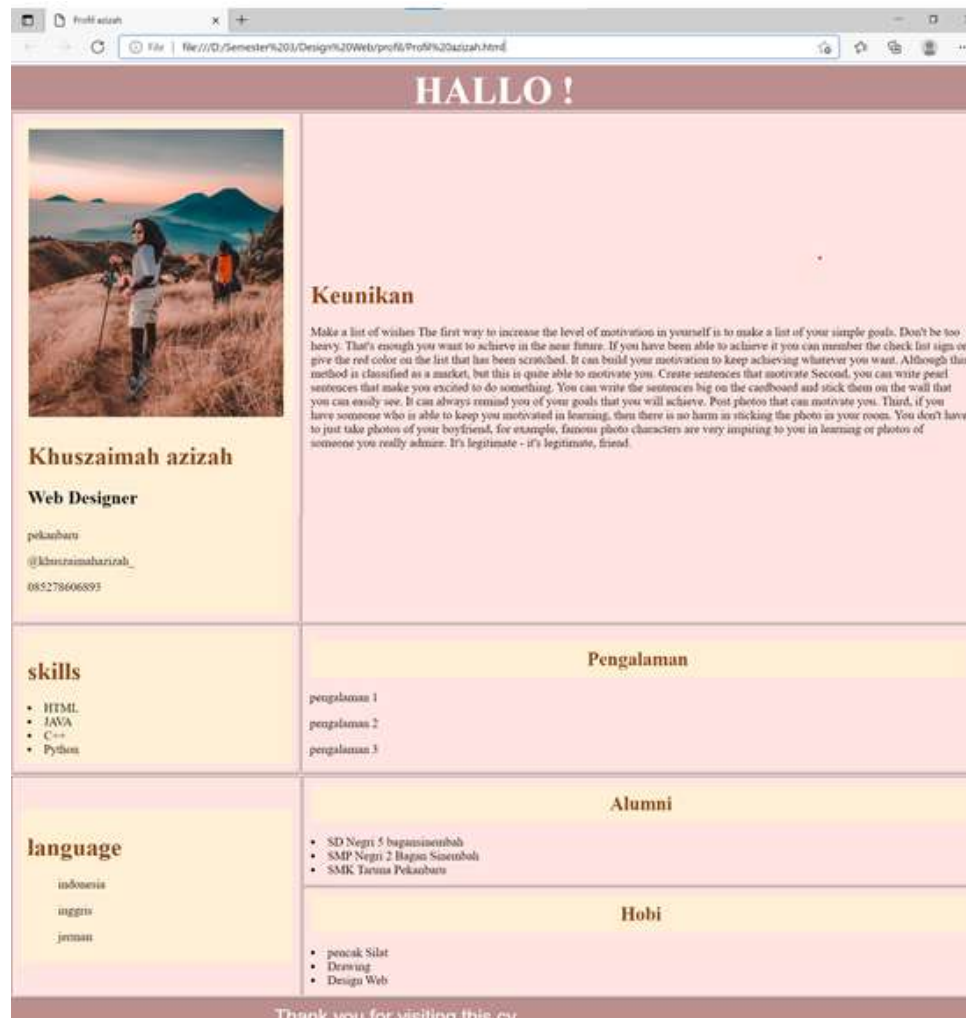 Profil azizah
File | file:///D:/Semester%203/Design%20Web/profil/Profil%20azizah.html
HALLO !
Khuszaimah azizah
Web Designer
pekanbaru
@khuszaimahazizah_
085278606893
Keunikan
Make a list of wishes The first way to increase the level of motivation in yourself is to make a list of your simple goals. Don't be too
heavy. That's enough you want to achieve in the near future. If you have been able to achieve it you can member the check list sign or
give the red color on the list that has been scratched. It can build your motivation to keep achieving whatever you want. Although this
method is classified as a market, but this is quite able to motivate you. Create sentences that motivate Second, you can write pearl
sentences that make you excited to do something. You can write the sentences big on the cardboard and stick them on the wall that
you can easily see. It can always remind you of your goals that you will achieve. Post photos that can motivate you. Third, if you
have someone who is able to keep you motivated in learning, then there is no harm in sticking the photo in your room. You don't have
to just take photos of your boyfriend, for example, famous photo characters are very inspiring to you in learning or photos of
someone you really admire. It's legitimate - it's legitimate, friend.
skills
• HTML
• JAVA
• C++
• Python
Pengalaman
pengalaman 1
pengalaman 2
pengalaman 3
language
indonesia
inggris
jerman
Alumni
• SD Negri 5 bagansinembah
• SMP Negri 2 Bagan Sinembah
• SMK Taruna Pekanbaru
Hobi
• pencak Silat
• Drawing
• Design Web
Thank you for visiting this cv